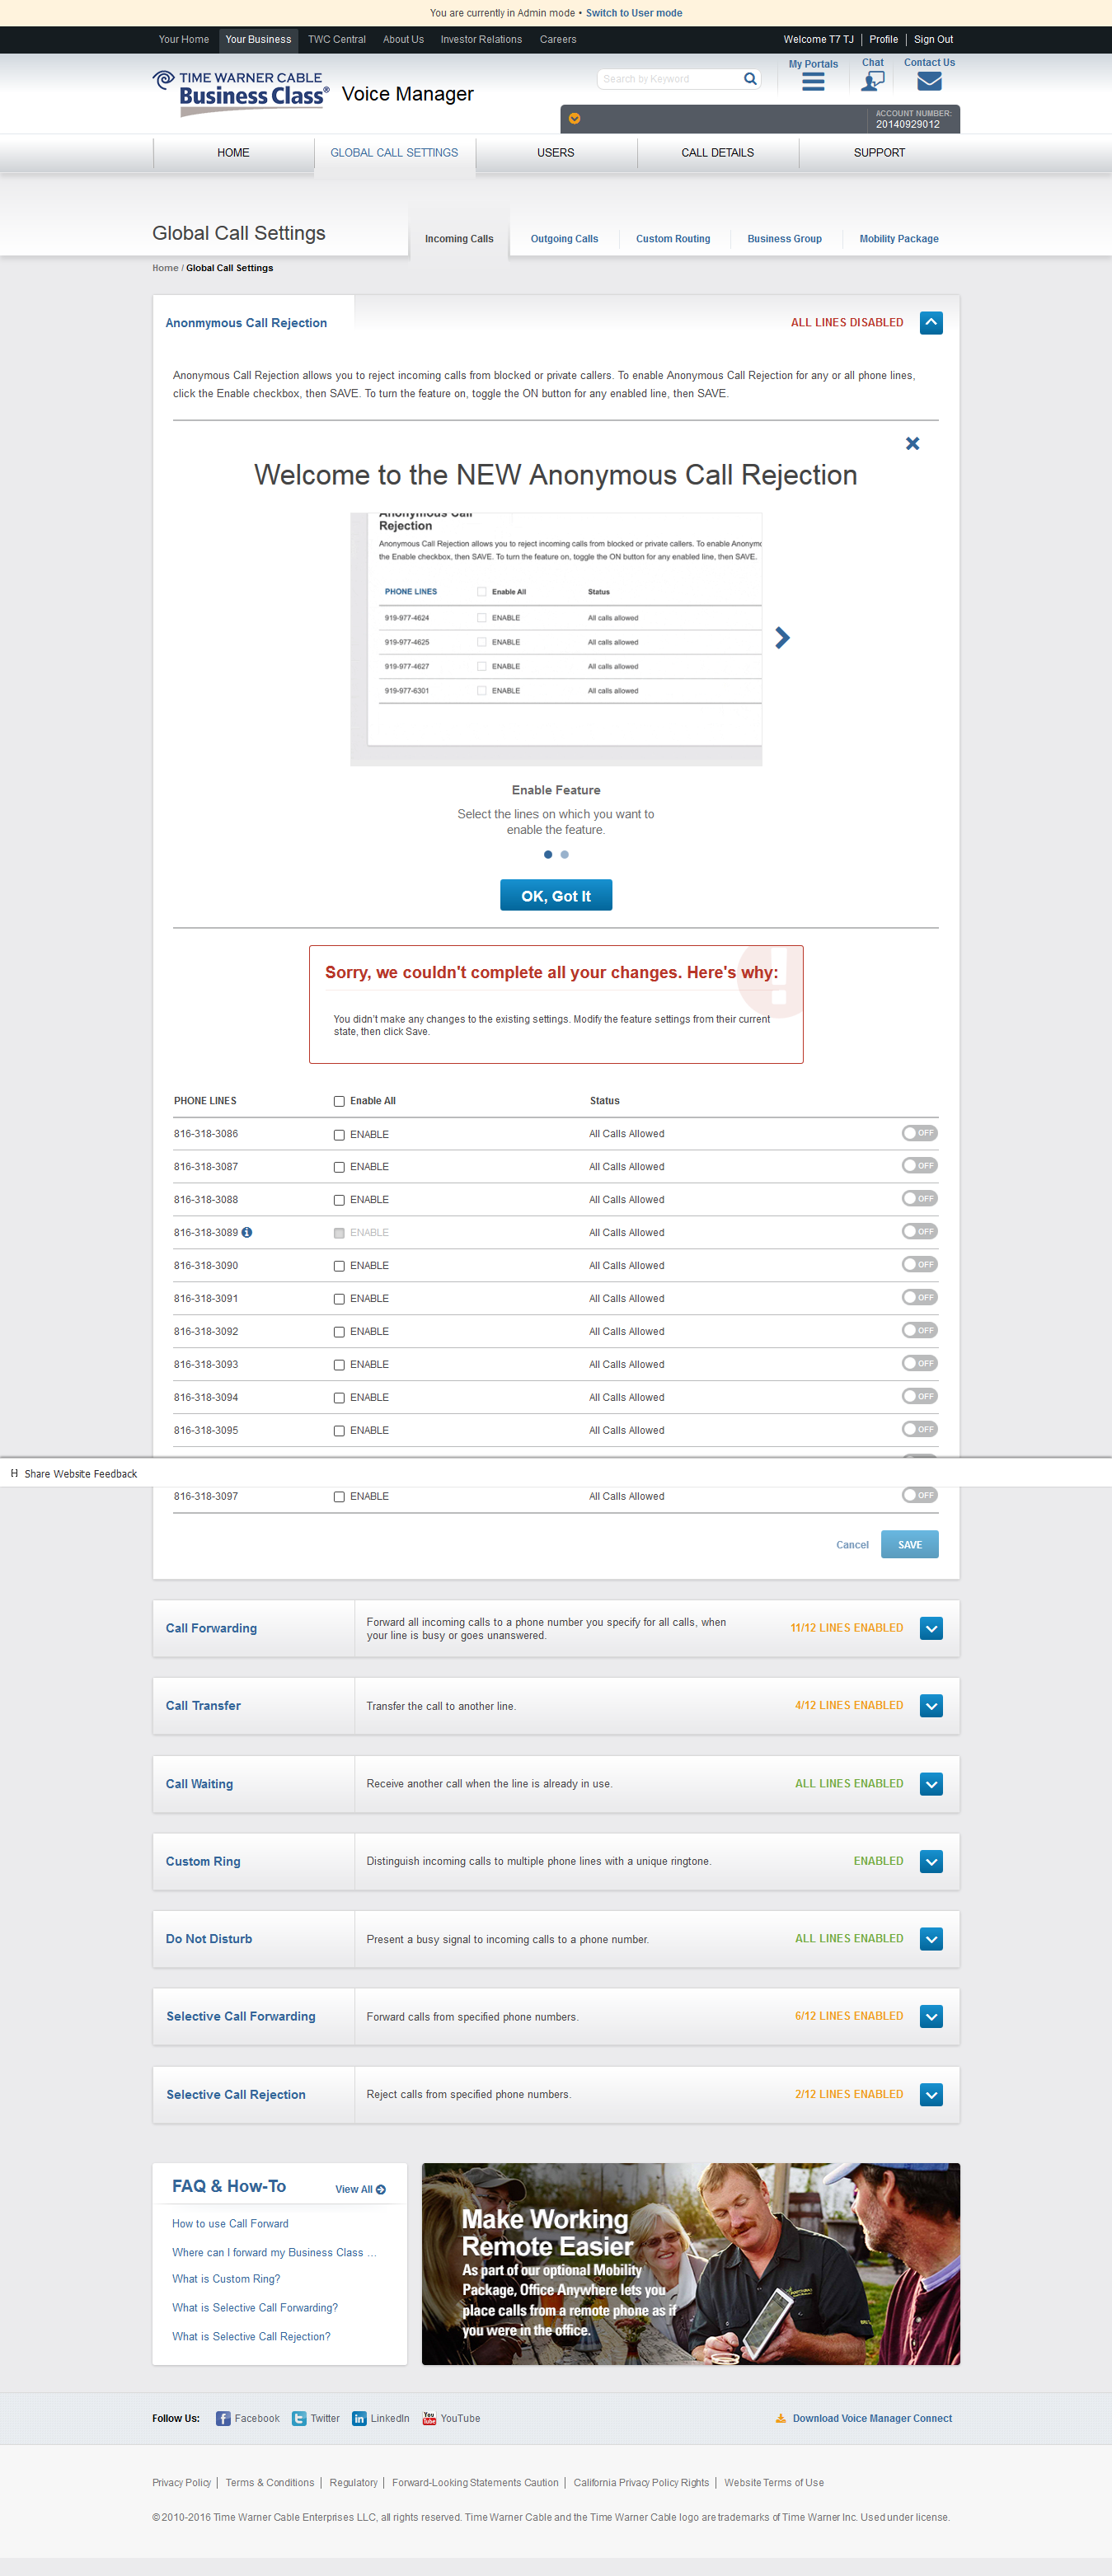 You are currently in Admin mode • Switch to User mode
Your Home Your Business TWC Central About Us Investor Relations Careers Welcome T7 TJ Profile Sign Out
TIME WARNER CABLE
Business Class®
Voice Manager
Search by Keyword
My Portals Chat Contact Us
ACCOUNT NUMBER:
20140929012
HOME GLOBAL CALL SETTINGS USERS CALL DETAILS SUPPORT
Global Call Settings
Incoming Calls Outgoing Calls Custom Routing Business Group Mobility Package
Home / Global Call Settings
Anonmymous Call Rejection ALL LINES DISABLED
Anonymous Call Rejection allows you to reject incoming calls from blocked or private callers. To enable Anonymous Call Rejection for any or all phone lines,
click the Enable checkbox, then SAVE. To turn the feature on, toggle the ON button for any enabled line, then SAVE.
Welcome to the NEW Anonymous Call Rejection
Anonymous Call
Rejection
Anonymous Call Rejection allows you to reject incoming calls from blocked or private callers. To enable Anonym
the Enable checkbox, then SAVE. To turn the feature on, toggle the ON button for any enabled line, then SAVE.
PHONE LINES Enable All Status
919-977-4624 ENABLE All calls allowed
919-977-4625 ENABLE All calls allowed
919-977-4627 ENABLE All calls allowed
919-977-6301 ENABLE All calls allowed
Enable Feature
Select the lines on which you want to
enable the feature.
OK, Got It
Sorry, we couldn't complete all your changes. Here's why:
You didn't make any changes to the existing settings. Modify the feature settings from their current
state, then click Save.
PHONE LINES Enable All Status
816-318-3086 ENABLE All Calls Allowed OFF
816-318-3087 ENABLE All Calls Allowed OFF
816-318-3088 ENABLE All Calls Allowed OFF
816-318-3089 ENABLE All Calls Allowed OFF
816-318-3090 ENABLE All Calls Allowed OFF
816-318-3091 ENABLE All Calls Allowed OFF
816-318-3092 ENABLE All Calls Allowed OFF
816-318-3093 ENABLE All Calls Allowed OFF
816-318-3094 ENABLE All Calls Allowed OFF
816-318-3095 ENABLE All Calls Allowed OFF
Share Website Feedback
816-318-3097 ENABLE All Calls Allowed OFF
Cancel SAVE
Call Forwarding Forward all incoming calls to a phone number you specify for all calls, when
your line is busy or goes unanswered. 11/12 LINES ENABLED
Call Transfer Transfer the call to another line. 4/12 LINES ENABLED
Call Waiting Receive another call when the line is already in use. ALL LINES ENABLED
Custom Ring Distinguish incoming calls to multiple phone lines with a unique ringtone. ENABLED
Do Not Disturb Present a busy signal to incoming calls to a phone number. ALL LINES ENABLED
Selective Call Forwarding Forward calls from specified phone numbers. 6/12 LINES ENABLED
Selective Call Rejection Reject calls from specified phone numbers. 2/12 LINES ENABLED
FAQ & How-To View All
How to use Call Forward
Where can I forward my Business Class ...
What is Custom Ring?
What is Selective Call Forwarding?
What is Selective Call Rejection?
Make Working
Remote Easier
As part of our optional Mobility
Package, Office Anywhere lets you
place calls from a remote phone as if
you were in the office.
Follow Us: Facebook Twitter LinkedIn YouTube Download Voice Manager Connect
Privacy Policy Terms & Conditions Regulatory Forward-Looking Statements Caution California Privacy Policy Rights Website Terms of Use
©2010-2016 Time Warner Cable Enterprises LLC, all rights reserved. Time Warner Cable and the Time Warner Cable logo are trademarks of Time Warner Inc. Used under license.